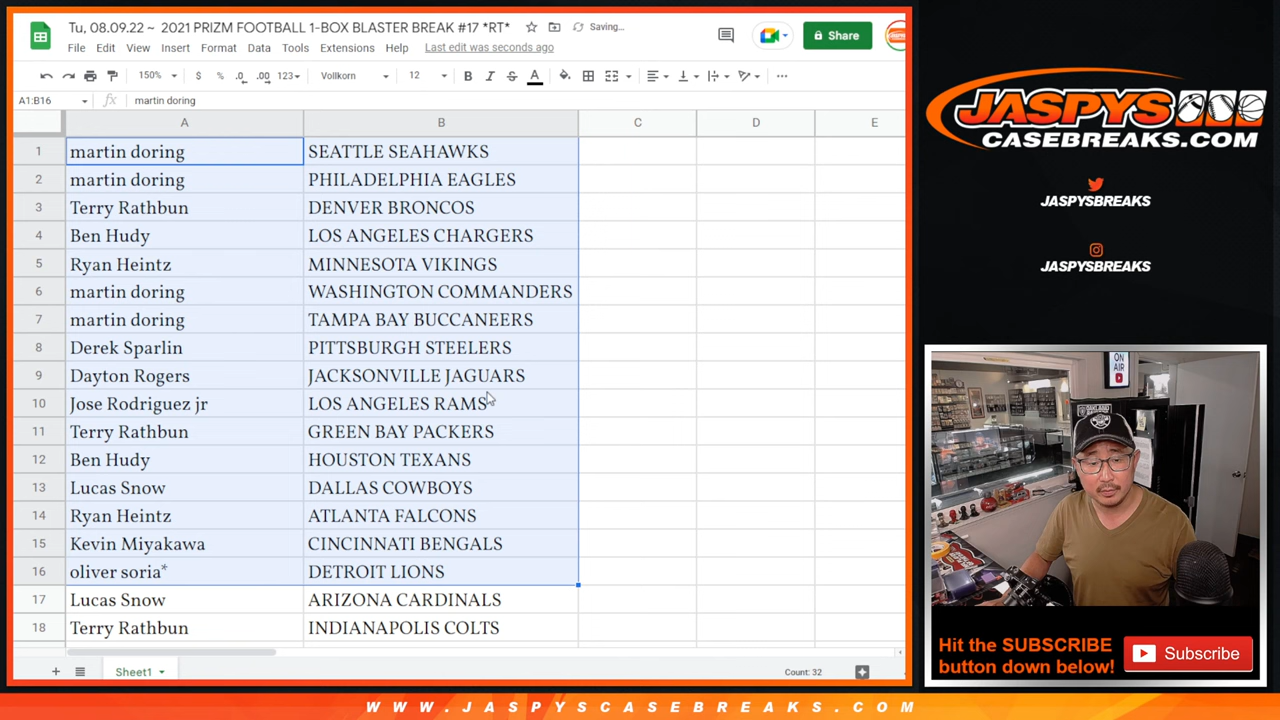 Tu, 08.09.22 ~ 2021 PRIZM FOOTBALL 1-BOX BLASTER BREAK #17 *RT*
Saving...
File Edit View Insert Format Data Tools Extensions Help Last edit was seconds ago
Share
150% $ % .0 .00 123 Vollkorn 12 B I S A
A1:B16 fx martin doring
A B C D E
1 martin doring SEATTLE SEAHAWKS
2 martin doring PHILADELPHIA EAGLES
3 Terry Rathbun DENVER BRONCOS
4 Ben Hudy LOS ANGELES CHARGERS
5 Ryan Heintz MINNESOTA VIKINGS
6 martin doring WASHINGTON COMMANDERS
7 martin doring TAMPA BAY BUCCANEERS
8 Derek Sparlin PITTSBURGH STEELERS
9 Dayton Rogers JACKSONVILLE JAGUARS
10 Jose Rodriguez jr LOS ANGELES RAMS
11 Terry Rathbun GREEN BAY PACKERS
12 Ben Hudy HOUSTON TEXANS
13 Lucas Snow DALLAS COWBOYS
14 Ryan Heintz ATLANTA FALCONS
15 Kevin Miyakawa CINCINNATI BENGALS
16 oliver soria* DETROIT LIONS
17 Lucas Snow ARIZONA CARDINALS
18 Terry Rathbun INDIANAPOLIS COLTS
Sheet1
Count: 32
JASPYS
CASEBREAKS.COM
JASPYSBREAKS
JASPYSBREAKS
ON
AIR
Hit the SUBSCRIBE
button down below!
Subscribe
WWW.JASPYSCASEBREAKS.COM